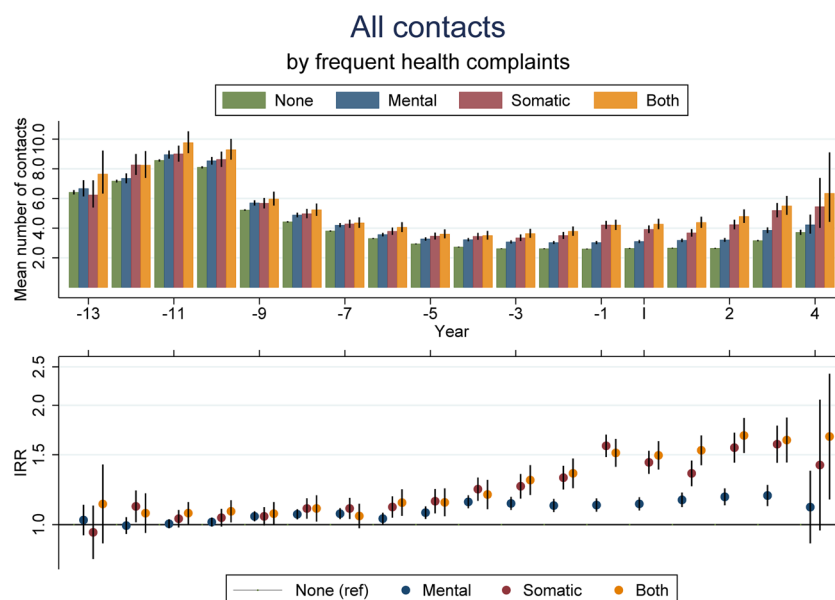 All contacts
by frequent health complaints
None Mental Somatic Both
Mean number of contacts
10.0
8.0
6.0
4.0
2.0
-13 -11 -9 -7 -5 -3 -1 I 2 4
Year
IRR
2.5
2.0
1.5
1.0
None (ref) Mental Somatic Both